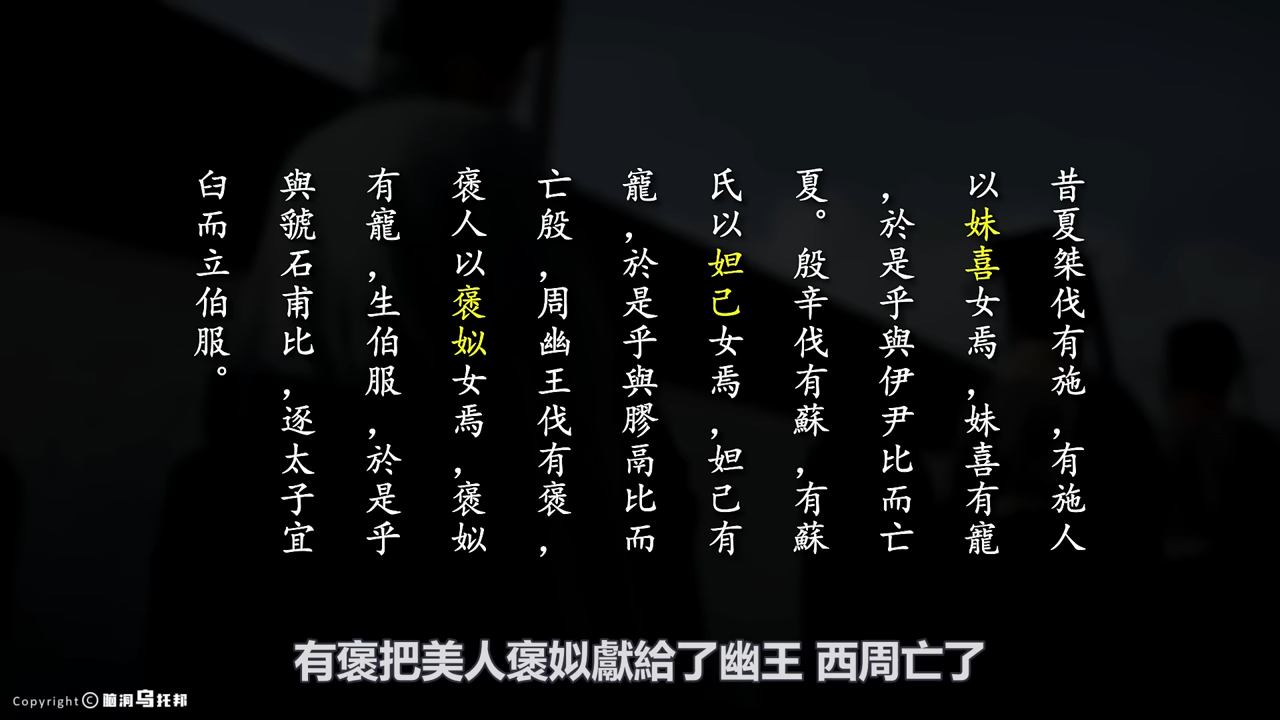 昔夏桀伐有施,有施人
以妹喜女焉,妹喜有寵
,於是乎與伊尹比而亡
夏。殷辛伐有蘇,有蘇
氏以妲己女焉,妲己有
寵,於是乎與膠鬲比而
亡殷,周幽王伐有褒,
褒人以褒姒女焉,褒姒
有寵,生伯服,於是乎
與虢石甫比,逐太子宜
臼而立伯服。
有褒把美人褒姒獻給了幽王 西周亡了
Copyright © 脑洞乌托邦